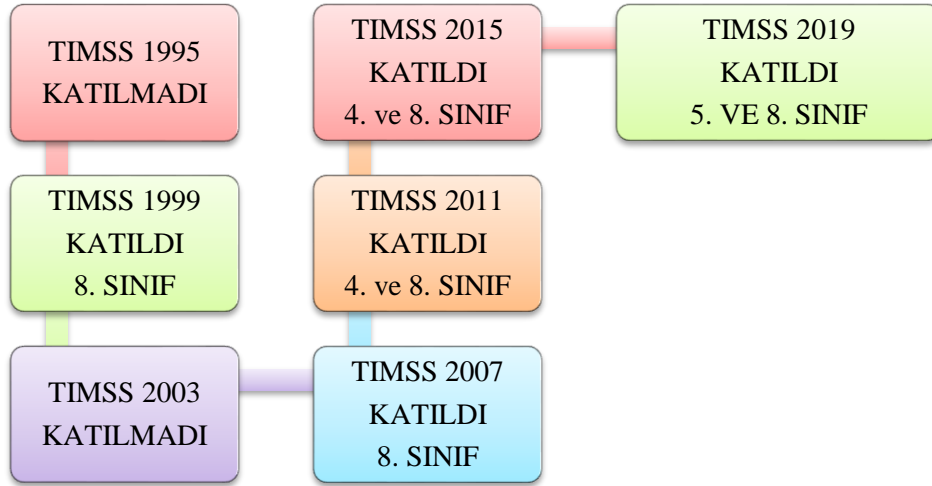 TIMSS 1995
KATILMADI
TIMSS 1999
KATILDI
8. SINIF
TIMSS 2003
KATILMADI
TIMSS 2007
KATILDI
8. SINIF
TIMSS 2011
KATILDI
4. ve 8. SINIF
TIMSS 2015
KATILDI
4. ve 8. SINIF
TIMSS 2019
KATILDI
5. VE 8. SINIF